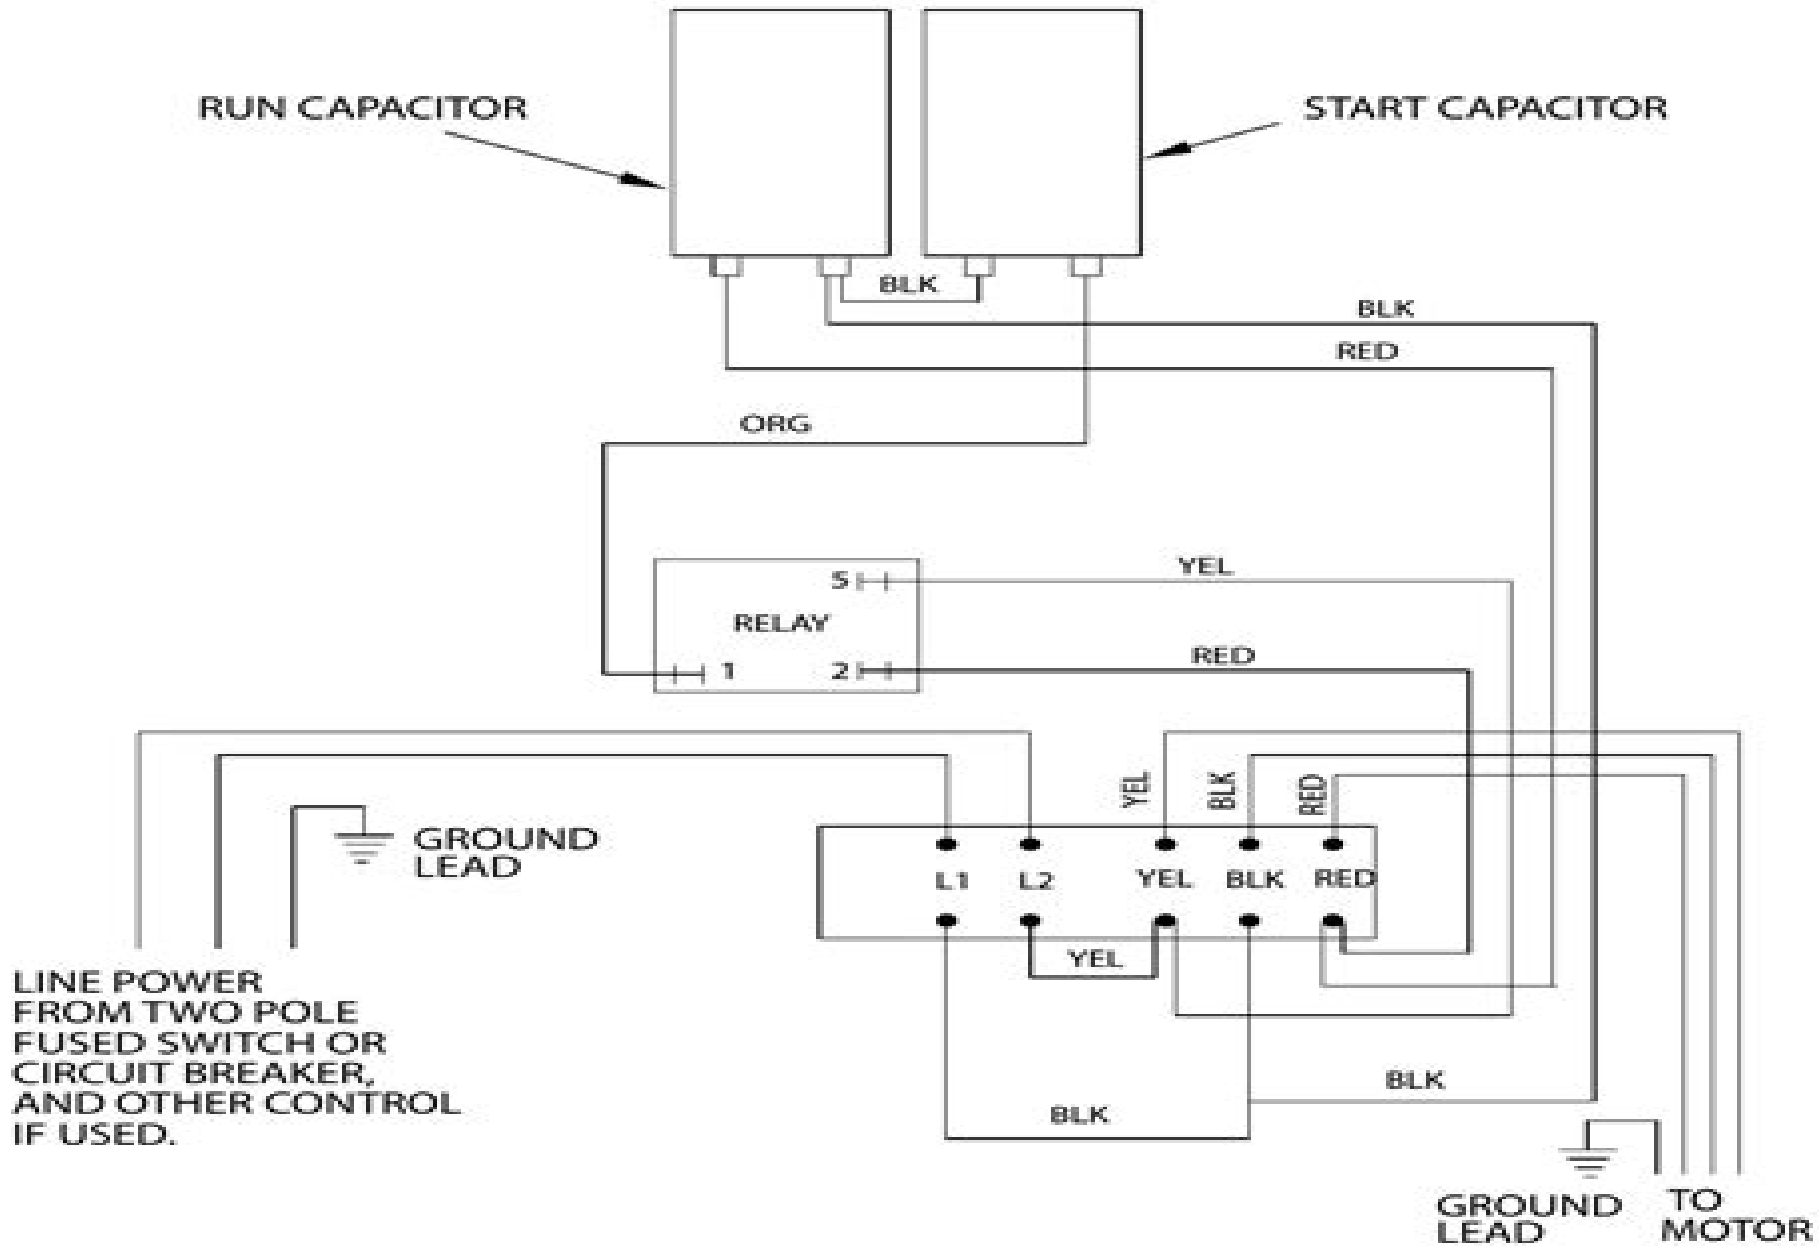 RUN CAPACITOR
START CAPACITOR
BLK
BLK
RED
ORG
YEL
5
RELAY
RED
1
2
YEL
BLK
RED
GROUND
LEAD
L1
L2
YEL
BLK
RED
YEL
LINE POWER
FROM TWO POLE
FUSED SWITCH OR
CIRCUIT BREAKER,
AND OTHER CONTROL
IF USED.
BLK
BLK
GROUND
LEAD
TO
MOTOR